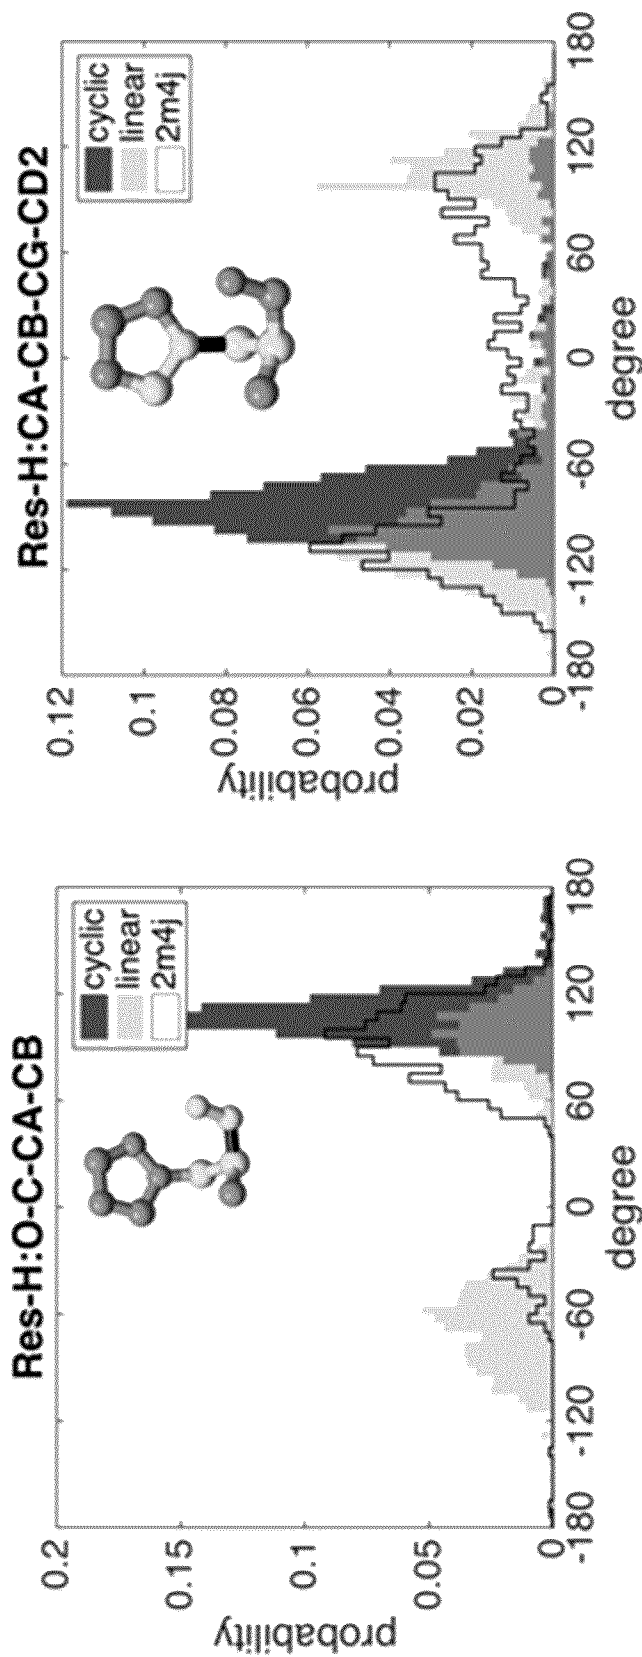 Res-H:O-C-CA-CB
cyclic
linear
2m4j
probability
0.2
0.15
0.1
0.05
0
-180
-120
-60
0
60
120
180
degree
Res-H:CA-CB-CG-CD2
cyclic
linear
2m4j
probability
0.12
0.1
0.08
0.06
0.04
0.02
0
-180
-120
-60
0
60
120
180
degree